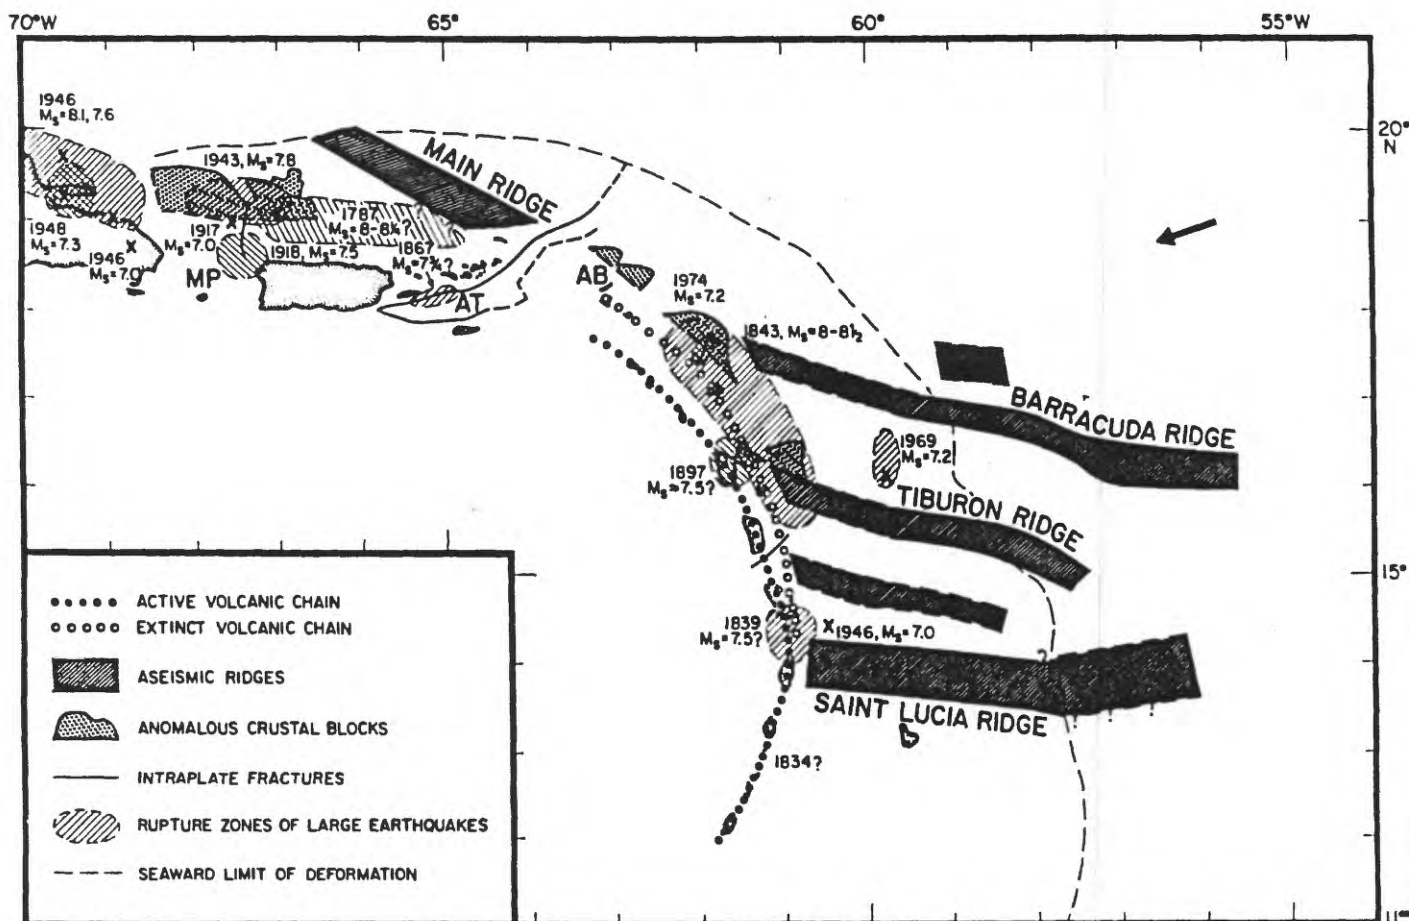 70°W
65°
60°
55°W
20°
N
15°
11°
1946
Ms=8.1, 7.6
1943, Ms=7.8
MAIN RIDGE
1787
Ms=8-8¼?
1948
Ms=7.3
1946
Ms=7.0
1917
Ms=7.0
1918, Ms=7.5
1867
Ms=7¾?
MP
AT
AB
1974
Ms=7.2
1843, Ms=8-8½
BARRACUDA RIDGE
1969
Ms=7.2
1897
Ms=7.5?
TIBURON RIDGE
1839
Ms=7.5?
X 1946, Ms=7.0
?
SAINT LUCIA RIDGE
? ? ?
1834?
ACTIVE VOLCANIC CHAIN
EXTINCT VOLCANIC CHAIN
ASEISMIC RIDGES
ANOMALOUS CRUSTAL BLOCKS
INTRAPLATE FRACTURES
RUPTURE ZONES OF LARGE EARTHQUAKES
SEAWARD LIMIT OF DEFORMATION